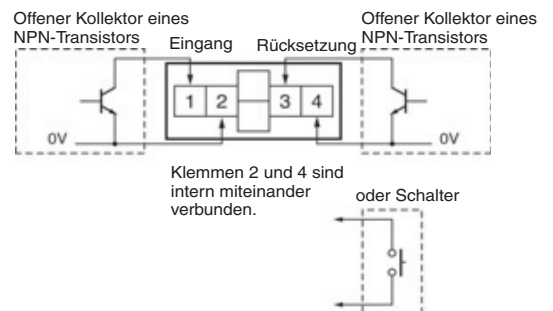 Offener Kollektor eines
NPN-Transistors
Eingang
Rücksetzung
Offener Kollektor eines
NPN-Transistors
1 2 3 4
0V
0V
Klemmen 2 und 4 sind
intern miteinander
verbunden.
oder Schalter